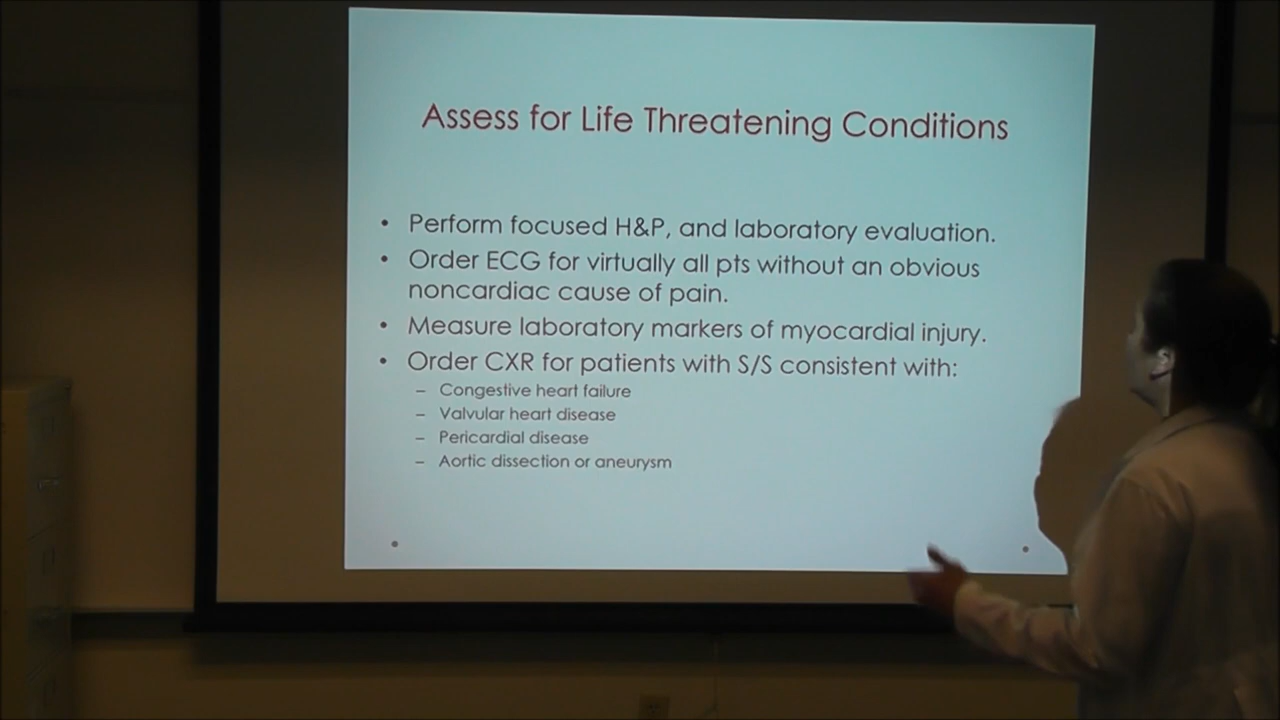 Assess for Life Threatening Conditions
• Perform focused H&P, and laboratory evaluation.
• Order ECG for virtually all pts without an obvious
noncardiac cause of pain.
• Measure laboratory markers of myocardial injury.
• Order CXR for patients with S/S consistent with:
– Congestive heart failure
– Valvular heart disease
– Pericardial disease
– Aortic dissection or aneurysm